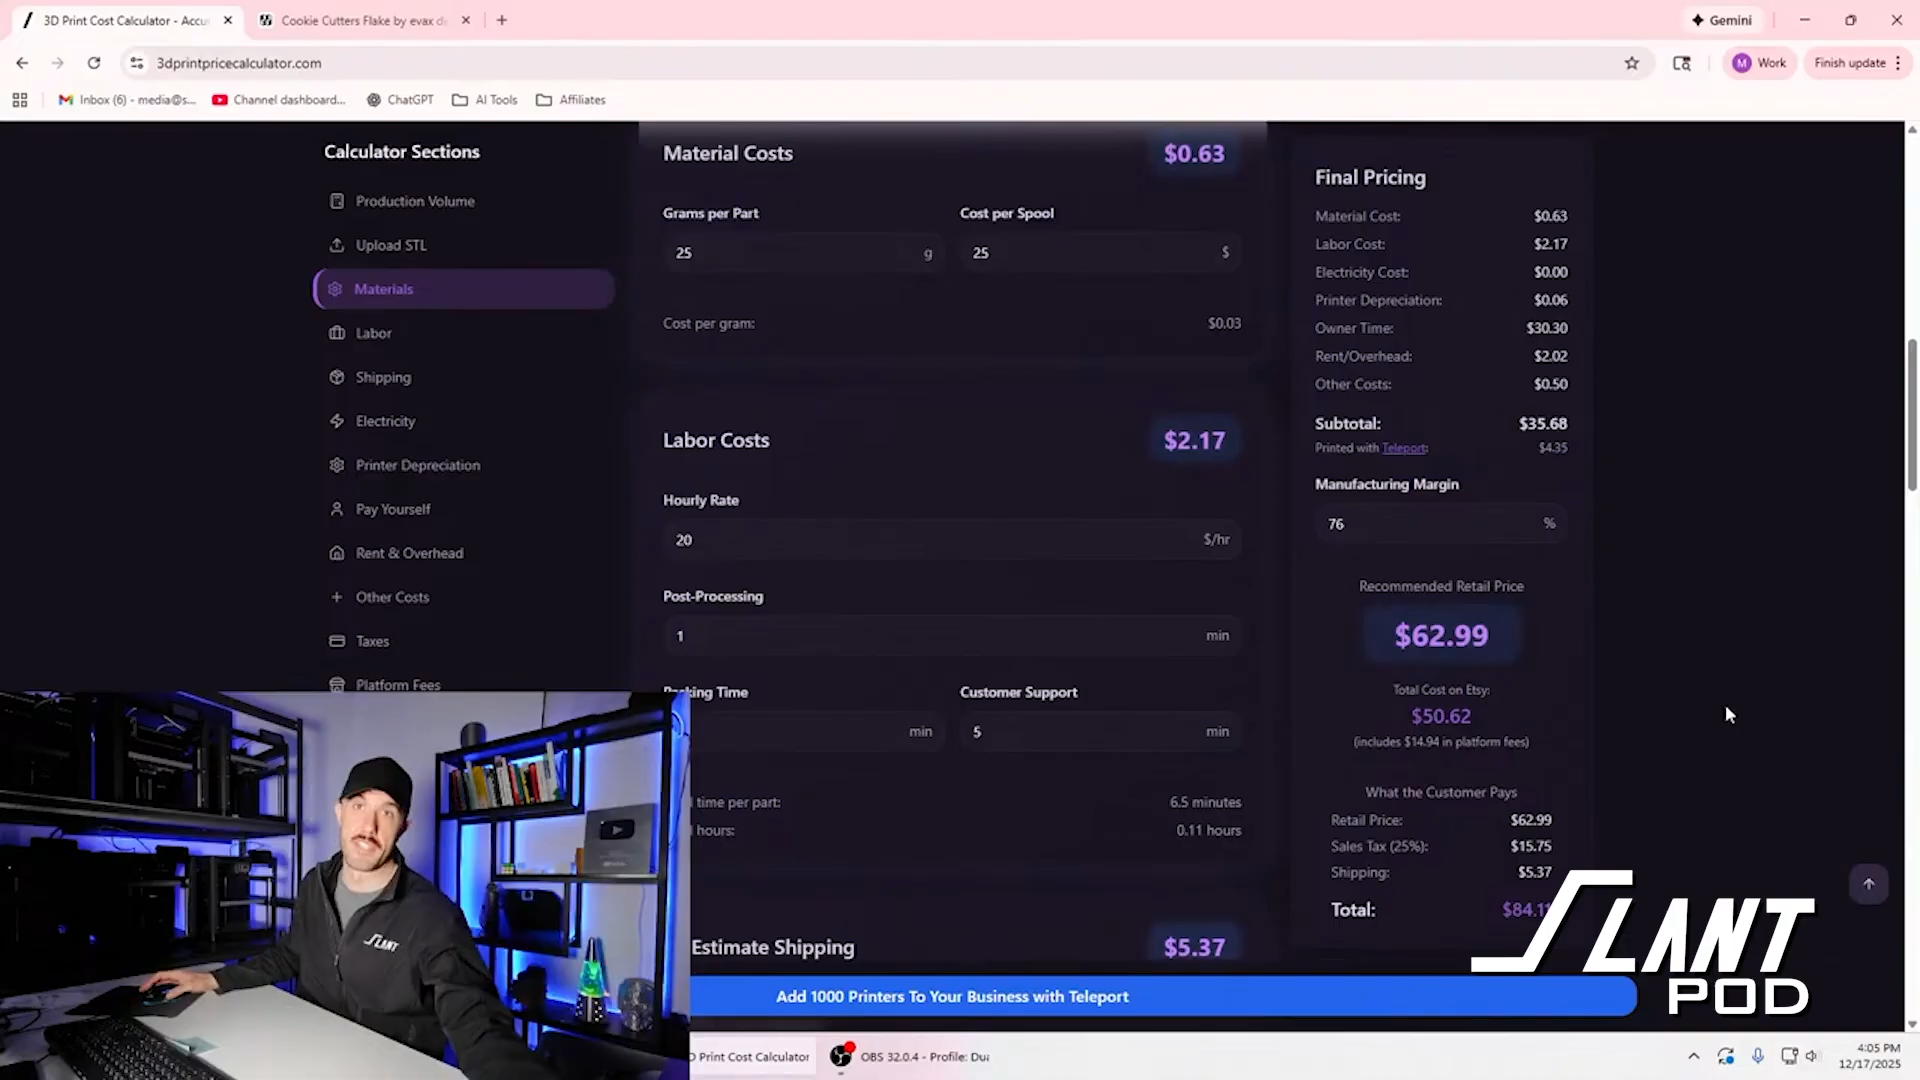 3D Print Cost Calculator - Accu
Cookie Cutters Flake by evax d
Gemini
3dprintpricecalculator.com
M
Work
Finish update
Inbox (6) - media@s...
Channel dashboard...
ChatGPT
AI Tools
Affiliates
Calculator Sections
Production Volume
Upload STL
Materials
Labor
Shipping
Electricity
Printer Depreciation
Pay Yourself
Rent & Overhead
Other Costs
Taxes
Platform Fees
Material Costs
$0.63
Grams per Part
Cost per Spool
25 g
25 $
Cost per gram:
$0.03
Labor Costs
$2.17
Hourly Rate
20 $/hr
Post-Processing
1 min
king Time
Customer Support
min
5 min
time per part:
6.5 minutes
hours:
0.11 hours
Estimate Shipping
$5.37
Final Pricing
Material Cost: $0.63
Labor Cost: $2.17
Electricity Cost: $0.00
Printer Depreciation: $0.06
Owner Time: $30.30
Rent/Overhead: $2.02
Other Costs: $0.50
Subtotal: $35.68
Printed with Teleport: $4.35
Manufacturing Margin
76 %
Recommended Retail Price
$62.99
Total Cost on Etsy:
$50.62
(includes $14.94 in platform fees)
What the Customer Pays
Retail Price: $62.99
Sales Tax (25%): $15.75
Shipping: $5.37
Total: $84.1
Add 1000 Printers To Your Business with Teleport
SLANT
SLANT
POD
D Print Cost Calculator
OBS 32.0.4 - Profile: Du
4:05 PM
12/17/2025